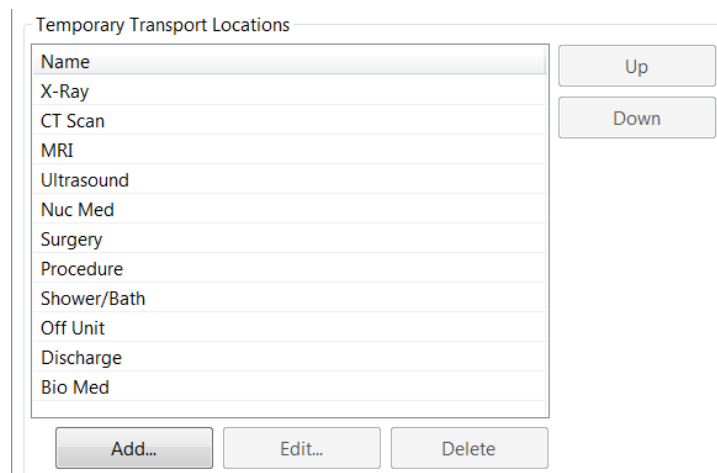 Temporary Transport Locations
Name
Up
X-Ray
CT Scan
Down
MRI
Ultrasound
Nuc Med
Surgery
Procedure
Shower/Bath
Off Unit
Discharge
Bio Med
Add...
Edit...
Delete